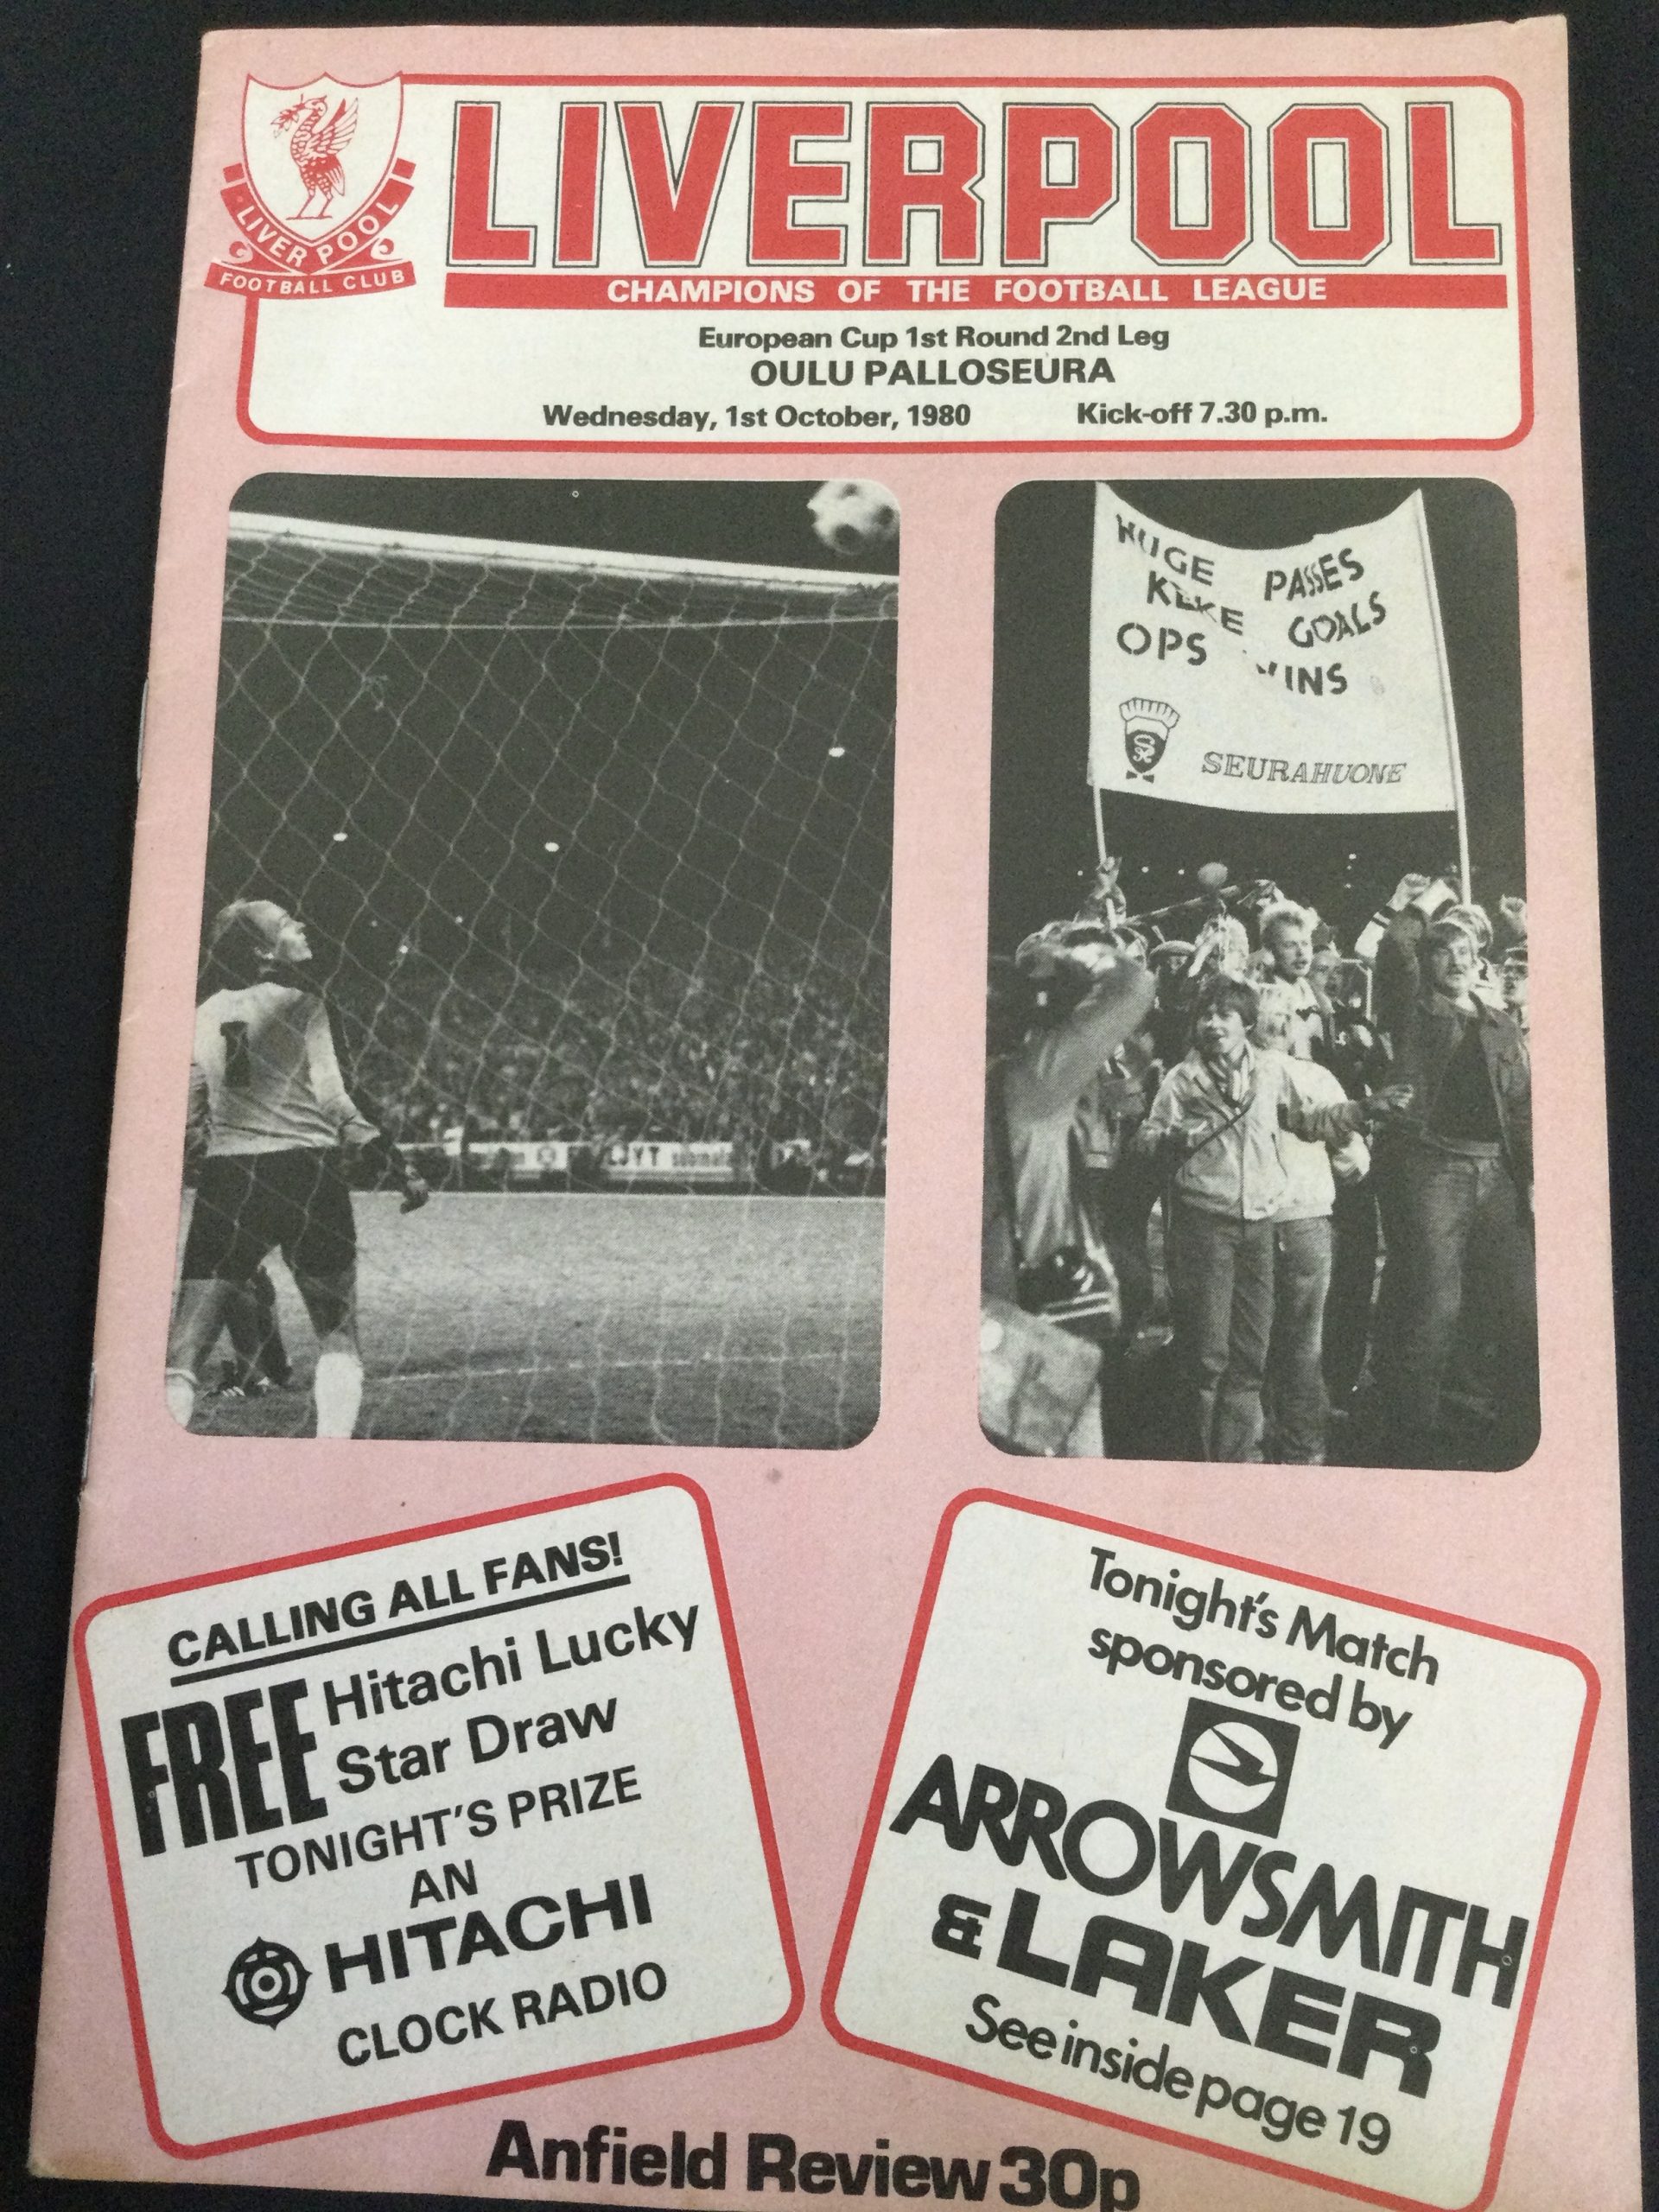 LIVERPOOL
FOOTBALL CLUB
LIVERPOOL
CHAMPIONS OF THE FOOTBALL LEAGUE
European Cup 1st Round 2nd Leg
OULU PALLOSEURA
Wednesday, 1st October, 1980 Kick-off 7.30 p.m.
1
HUGE PASSES
KEKE GOALS
OPS WINS
SEURAHUONE
CALLING ALL FANS!
FREE Hitachi Lucky
Star Draw
TONIGHT'S PRIZE
AN
HITACHI
CLOCK RADIO
Tonight's Match
sponsored by
ARROWSMITH
& LAKER
See inside page 19
Anfield Review 30p